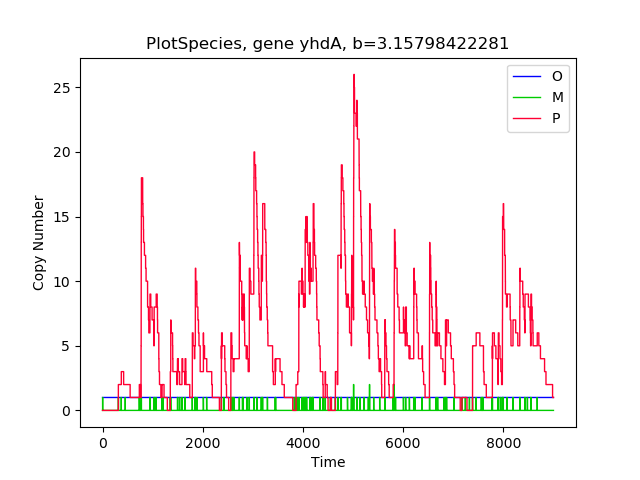 PlotSpecies, gene yhdA, b=3.15798422281
O
M
P
25
20
15
10
5
0
Copy Number
0 2000 4000 6000 8000
Time